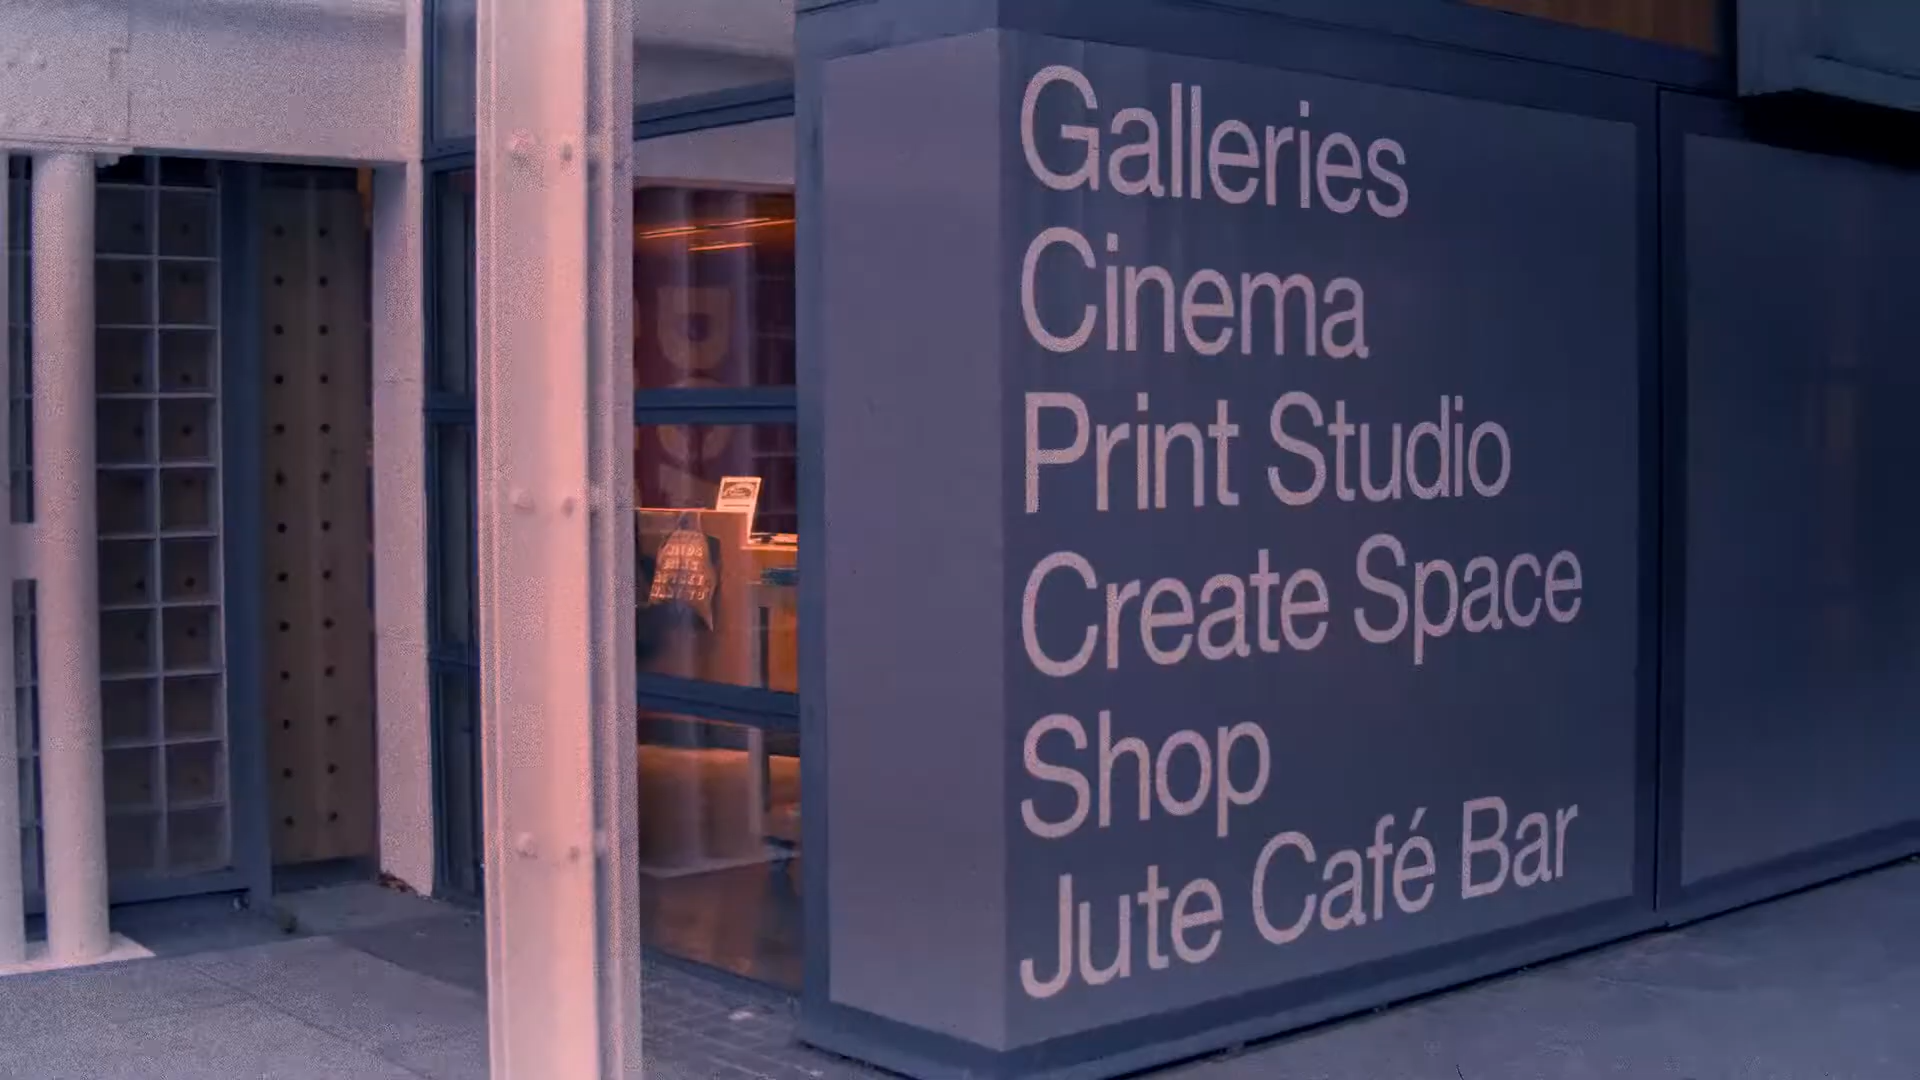 Galleries
Cinema
Print Studio
Create Space
Shop
Jute Café Bar